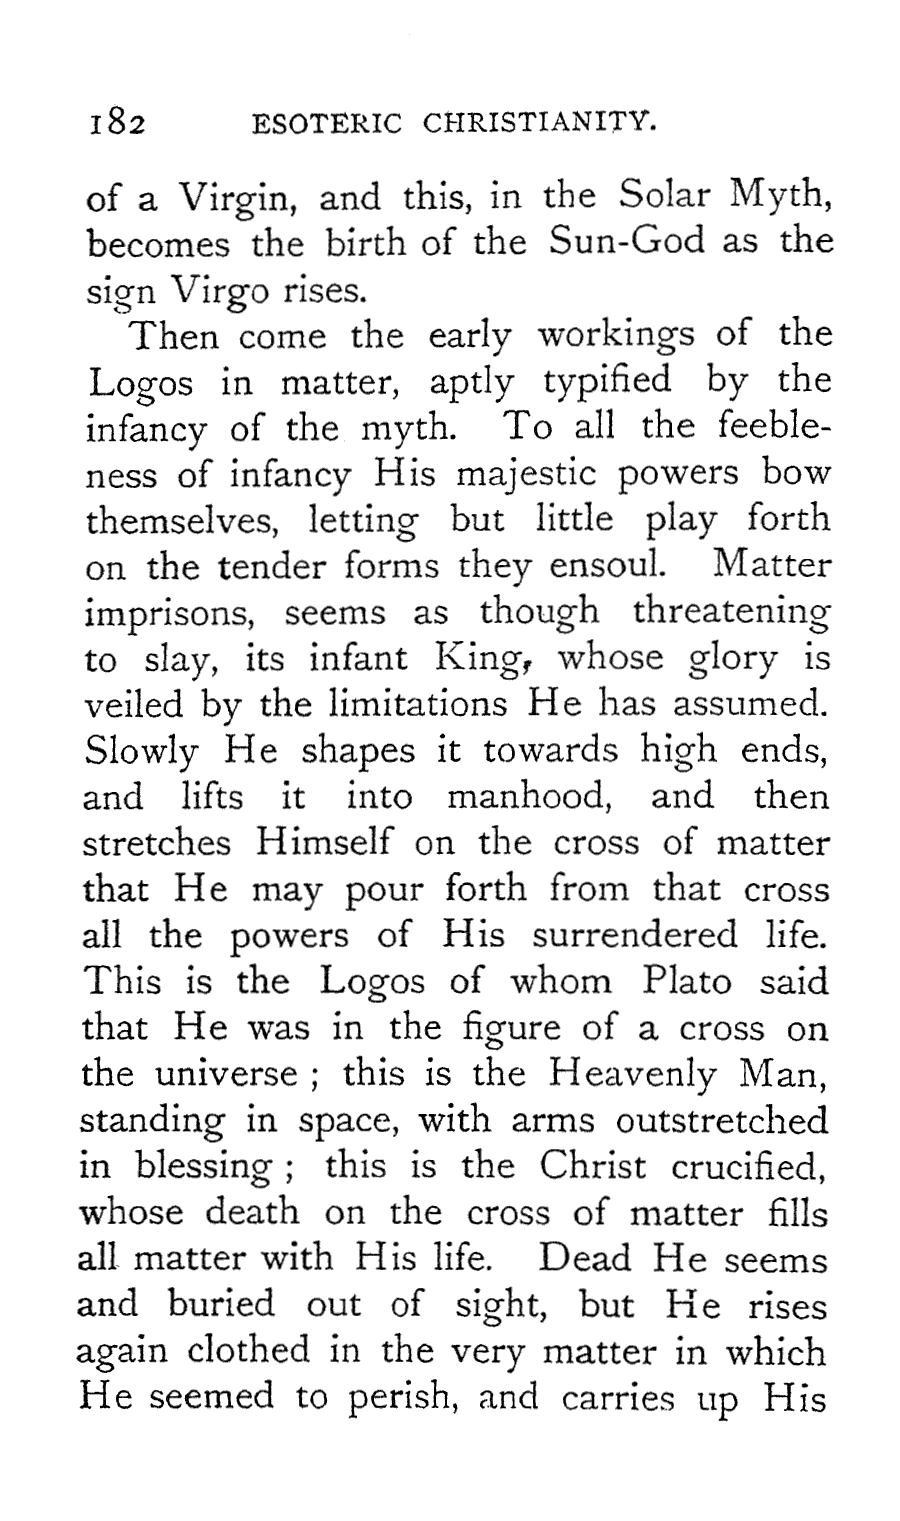 182 ESOTERIC CHRISTIANITY.
of a Virgin, and this, in the Solar Myth,
becomes the birth of the Sun-God as the
sign Virgo rises.
Then come the early workings of the
Logos in matter, aptly typified by the
infancy of the myth. To all the feeble-
ness of infancy His majestic powers bow
themselves, letting but little play forth
on the tender forms they ensoul. Matter
imprisons, seems as though threatening
to slay, its infant King, whose glory is
veiled by the limitations He has assumed.
Slowly He shapes it towards high ends,
and lifts it into manhood, and then
stretches Himself on the cross of matter
that He may pour forth from that cross
all the powers of His surrendered life.
This is the Logos of whom Plato said
that He was in the figure of a cross on
the universe ; this is the Heavenly Man,
standing in space, with arms outstretched
in blessing ; this is the Christ crucified,
whose death on the cross of matter fills
all matter with His life. Dead He seems
and buried out of sight, but He rises
again clothed in the very matter in which
He seemed to perish, and carries up His